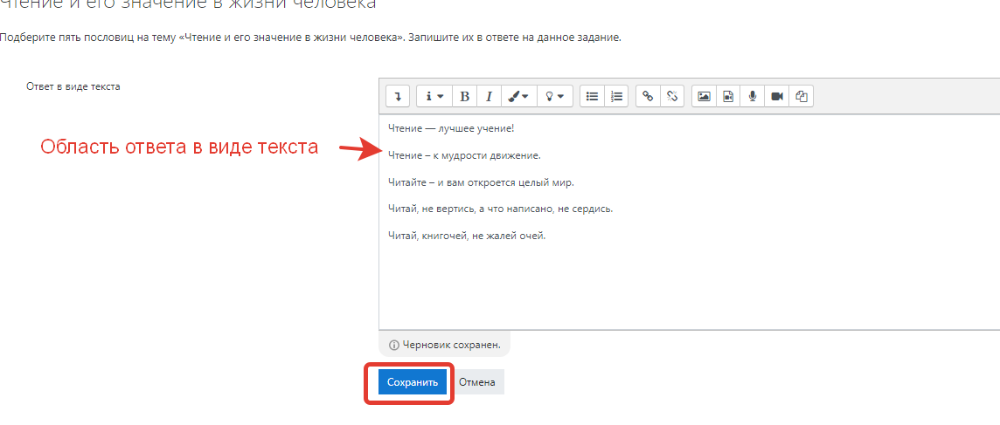 Чтение и его значение в жизни человека
Подберите пять пословиц на тему «Чтение и его значение в жизни человека». Запишите их в ответе на данное задание.
Ответ в виде текста
Область ответа в виде текста
Чтение — лучшее учение!
Чтение – к мудрости движение.
Читайте – и вам откроется целый мир.
Читай, не вертись, а что написано, не сердись.
Читай, книгочей, не жалей очей.
Черновик сохранен.
Сохранить
Отмена